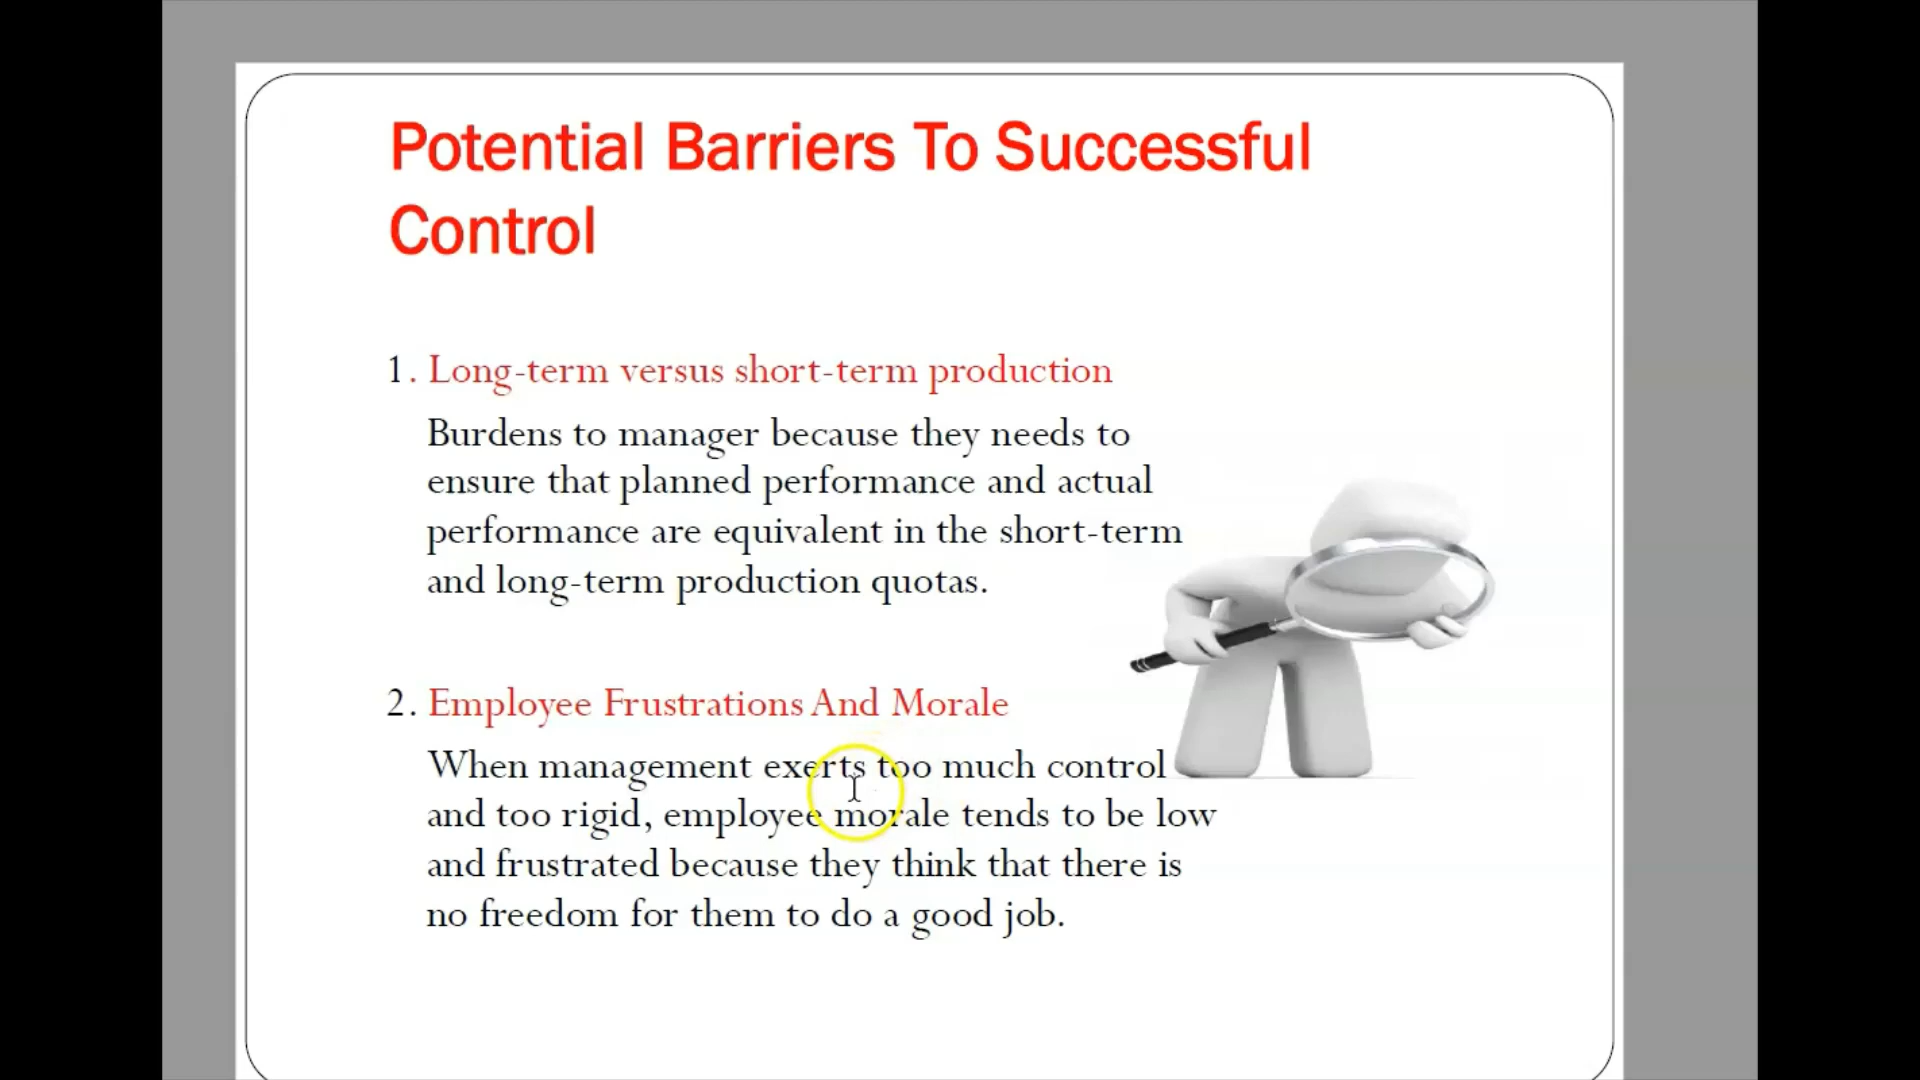 Potential Barriers To Successful
Control
1. Long-term versus short-term production
Burdens to manager because they needs to
ensure that planned performance and actual
performance are equivalent in the short-term
and long-term production quotas.
2. Employee Frustrations And Morale
When management exerts too much control
and too rigid, employee morale tends to be low
and frustrated because they think that there is
no freedom for them to do a good job.